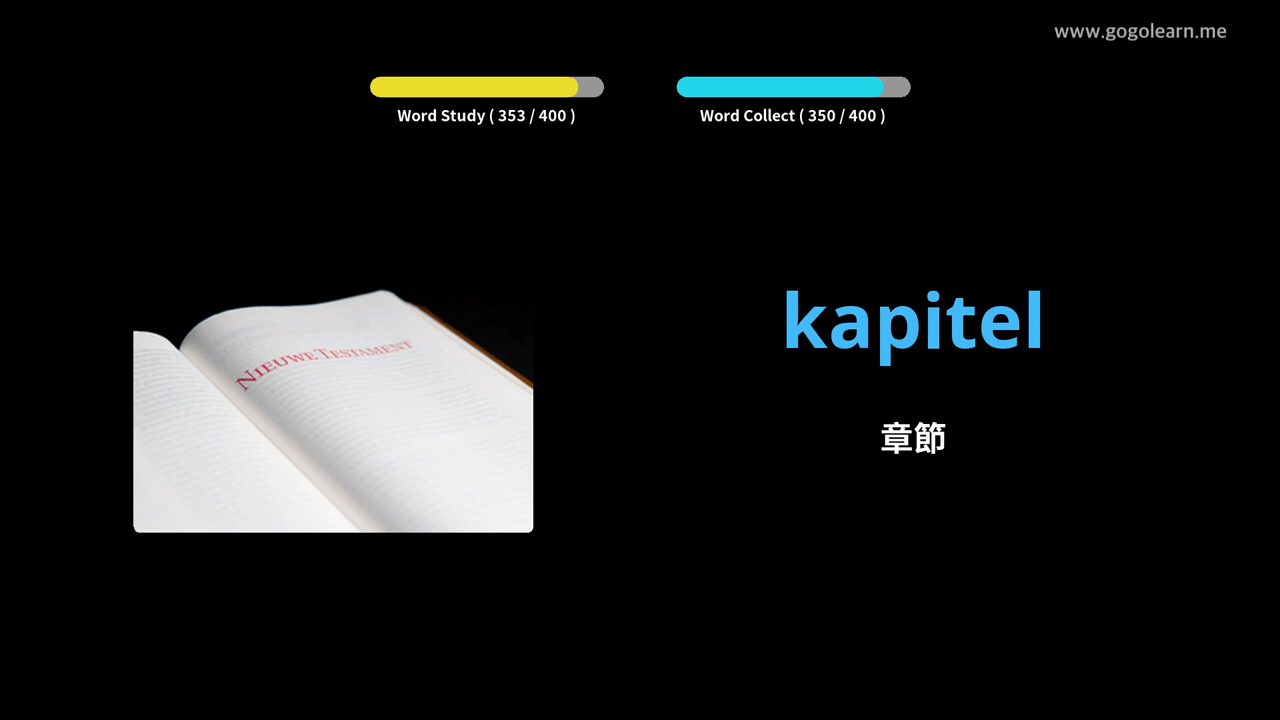 www.gogolearn.me
Word Study ( 353 / 400 )
Word Collect ( 350 / 400 )
NIEUWE TESTAMENT
kapitel
章節